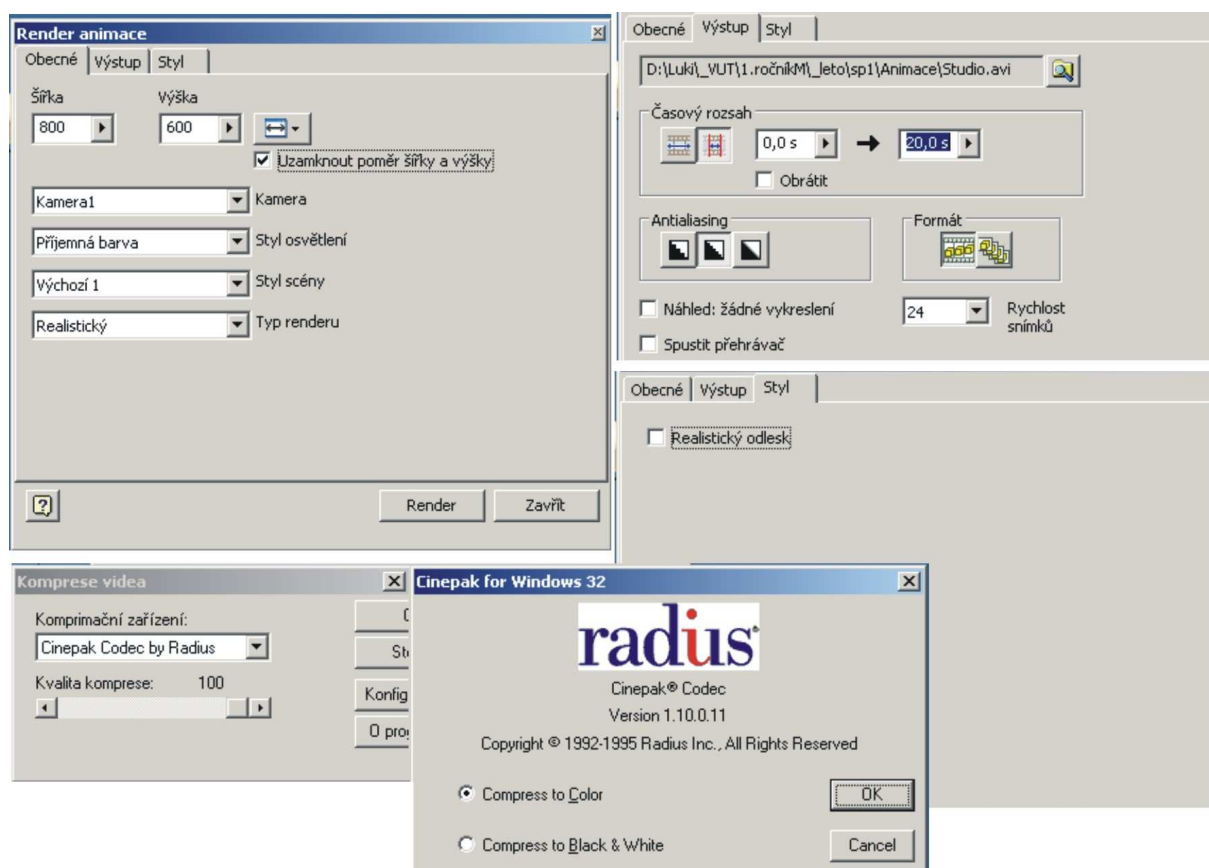 Render animace
Obecné Výstup Styl
Šířka Výška
800 600
Uzamknout poměr šířky a výšky
Kamera1 Kamera
Příjemná barva Styl osvětlení
Výchozí 1 Styl scény
Realistický Typ renderu
Render Zavřít
Obecné Výstup Styl
D:\Luki\_VUT\1.ročníkM\_leto\sp1\Animace\Studio.avi
Časový rozsah
0,0 s 20,0 s
Obrátit
Antialiasing Formát
Náhled: žádné vykreslení 24 Rychlost
snímků
Spustit přehrávač
Obecné Výstup Styl
Realistický odlesk
Komprese videa
Komprimační zařízení:
Cinepak Codec by Radius
Kvalita komprese: 100
Konfig
O pro
Cinepak for Windows 32
radius
Cinepak® Codec
Version 1.10.0.11
Copyright © 1992-1995 Radius Inc., All Rights Reserved
Compress to Color OK
Compress to Black & White Cancel